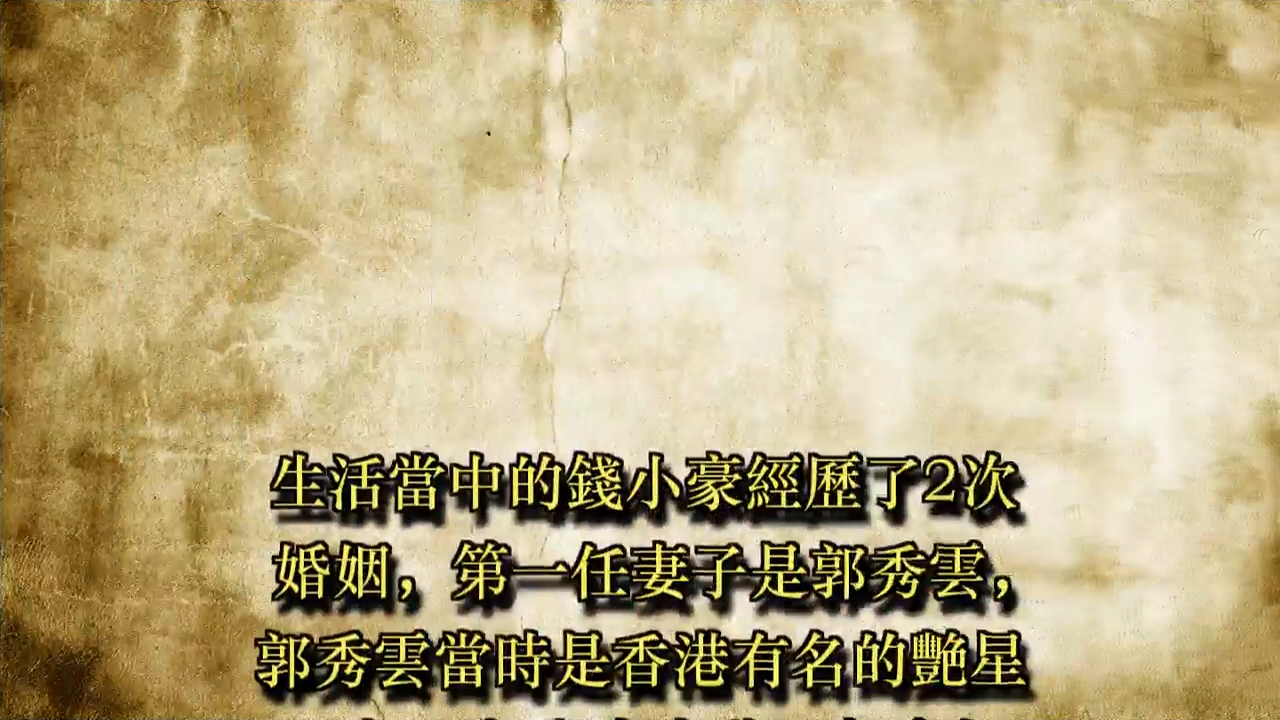 生活當中的錢小豪經歷了2次
婚姻，第一任妻子是郭秀雲，
郭秀雲當時是香港有名的艷星